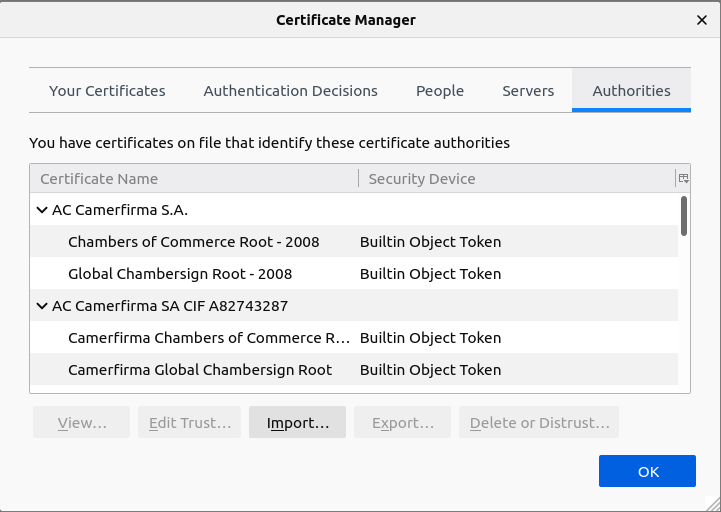 Certificate Manager
Your Certificates Authentication Decisions People Servers Authorities
You have certificates on file that identify these certificate authorities
Certificate Name Security Device
AC Camerfirma S.A.
Chambers of Commerce Root - 2008 Builtin Object Token
Global Chambersign Root - 2008 Builtin Object Token
AC Camerfirma SA CIF A82743287
Camerfirma Chambers of Commerce R... Builtin Object Token
Camerfirma Global Chambersign Root Builtin Object Token
View... Edit Trust... Import... Export... Delete or Distrust...
OK